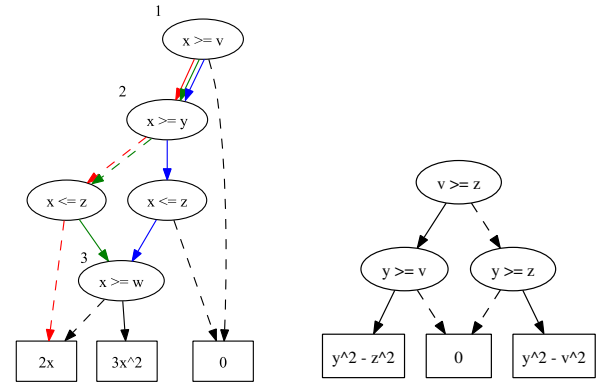 1
x >= v
2
x >= y
x <= z
x <= z
3
x >= w
2x
3x^2
0
v >= z
y >= v
y >= z
y^2 - z^2
0
y^2 - v^2